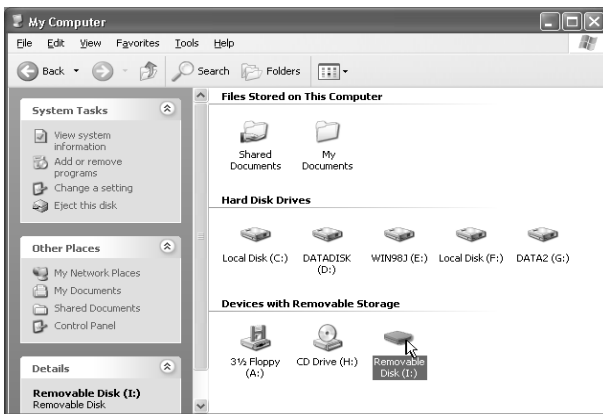 My Computer
File Edit View Favorites Tools Help
Back Search Folders
System Tasks
View system
information
Add or remove
programs
Change a setting
Eject this disk
Other Places
My Network Places
My Documents
Shared Documents
Control Panel
Details
Removable Disk (I:)
Removable Disk
Files Stored on This Computer
Shared
Documents
My
Documents
Hard Disk Drives
Local Disk (C:)
DATADISK
(D:)
WIN98J (E:)
Local Disk (F:)
DATA2 (G:)
Devices with Removable Storage
3½ Floppy
(A:)
CD Drive (H:)
Removable
Disk (I:)